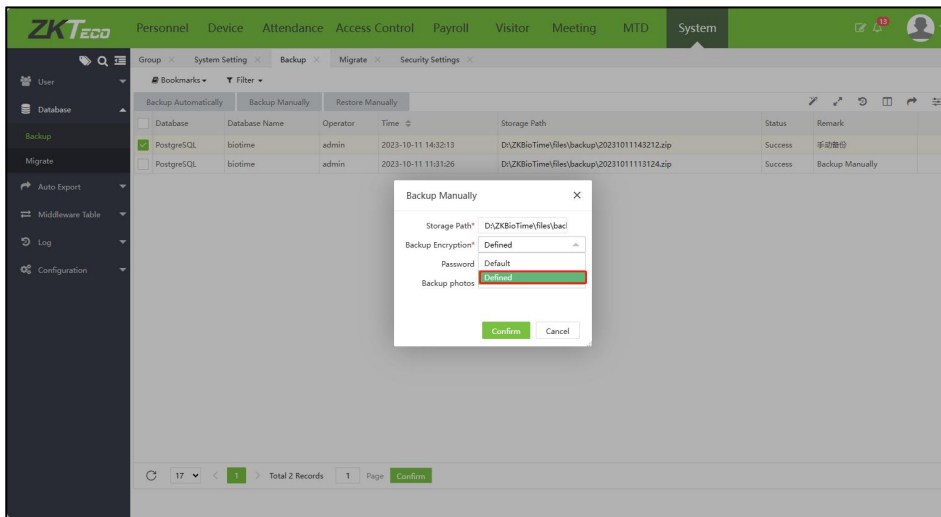 ZKTeco Personnel Device Attendance Access Control Payroll Visitor Meeting MTD System 13
Group System Setting Backup Migrate Security Settings
User
Bookmarks Filter
Database
Backup Automatically Backup Manually Restore Manually
Database Database Name Operator Time Storage Path Status Remark
Backup
PostgreSQL biotime admin 2023-10-11 14:32:13 D:\ZKBioTime\files\backup\20231011143212.zip Success 手动备份
Migrate
PostgreSQL biotime admin 2023-10-11 11:31:26 D:\ZKBioTime\files\backup\20231011113124.zip Success Backup Manually
Auto Export
Middleware Table
Log
Configuration
Backup Manually
Storage Path* D:\ZKBioTime\files\bac
Backup Encryption* Defined
Password Default
Defined
Backup photos
Confirm Cancel
17 1 Total 2 Records 1 Page Confirm